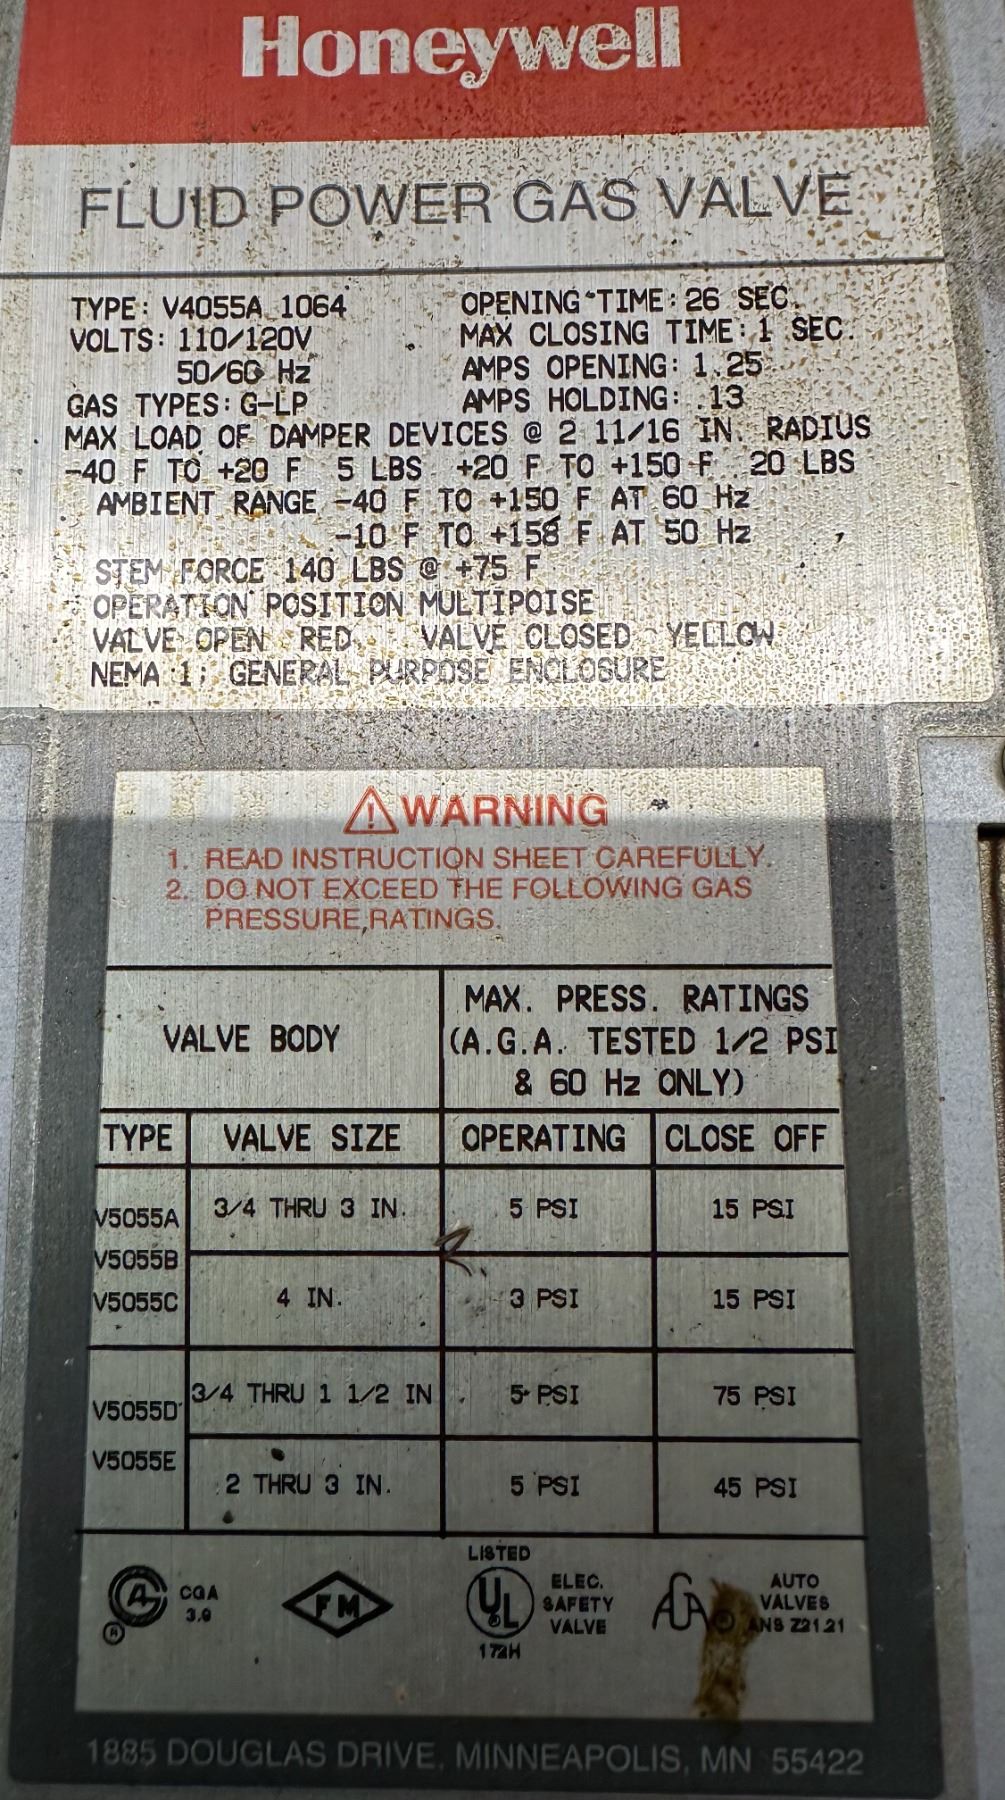 Honeywell
FLUID POWER GAS VALVE
TYPE: V4055A 1064 OPENING TIME: 26 SEC.
VOLTS: 110/120V MAX CLOSING TIME: 1 SEC.
50/60 Hz AMPS OPENING: 1.25
GAS TYPES: G-LP AMPS HOLDING: .13
MAX LOAD OF DAMPER DEVICES @ 2 11/16 IN. RADIUS
-40 F TO +20 F 5 LBS +20 F TO +150 F 20 LBS
AMBIENT RANGE -40 F TO +150 F AT 60 Hz
-10 F TO +158 F AT 50 Hz
STEM FORCE 140 LBS @ +75 F
OPERATION POSITION MULTIPOISE
VALVE OPEN RED, VALVE CLOSED YELLOW
NEMA 1; GENERAL PURPOSE ENCLOSURE
⚠ WARNING
1. READ INSTRUCTION SHEET CAREFULLY.
2. DO NOT EXCEED THE FOLLOWING GAS
PRESSURE RATINGS.
VALVE BODY
MAX. PRESS. RATINGS
(A.G.A. TESTED 1/2 PSI
& 60 Hz ONLY)
TYPE VALVE SIZE OPERATING CLOSE OFF
V5055A 3/4 THRU 3 IN. 5 PSI 15 PSI
V5055B
V5055C 4 IN. 3 PSI 15 PSI
V5055D 3/4 THRU 1 1/2 IN 5 PSI 75 PSI
V5055E 2 THRU 3 IN. 5 PSI 45 PSI
CGA
3.9
FM
LISTED
UL
172H
ELEC.
SAFETY
VALVE
AGA
AUTO
VALVES
ANS Z21.21
1885 DOUGLAS DRIVE, MINNEAPOLIS, MN 55422